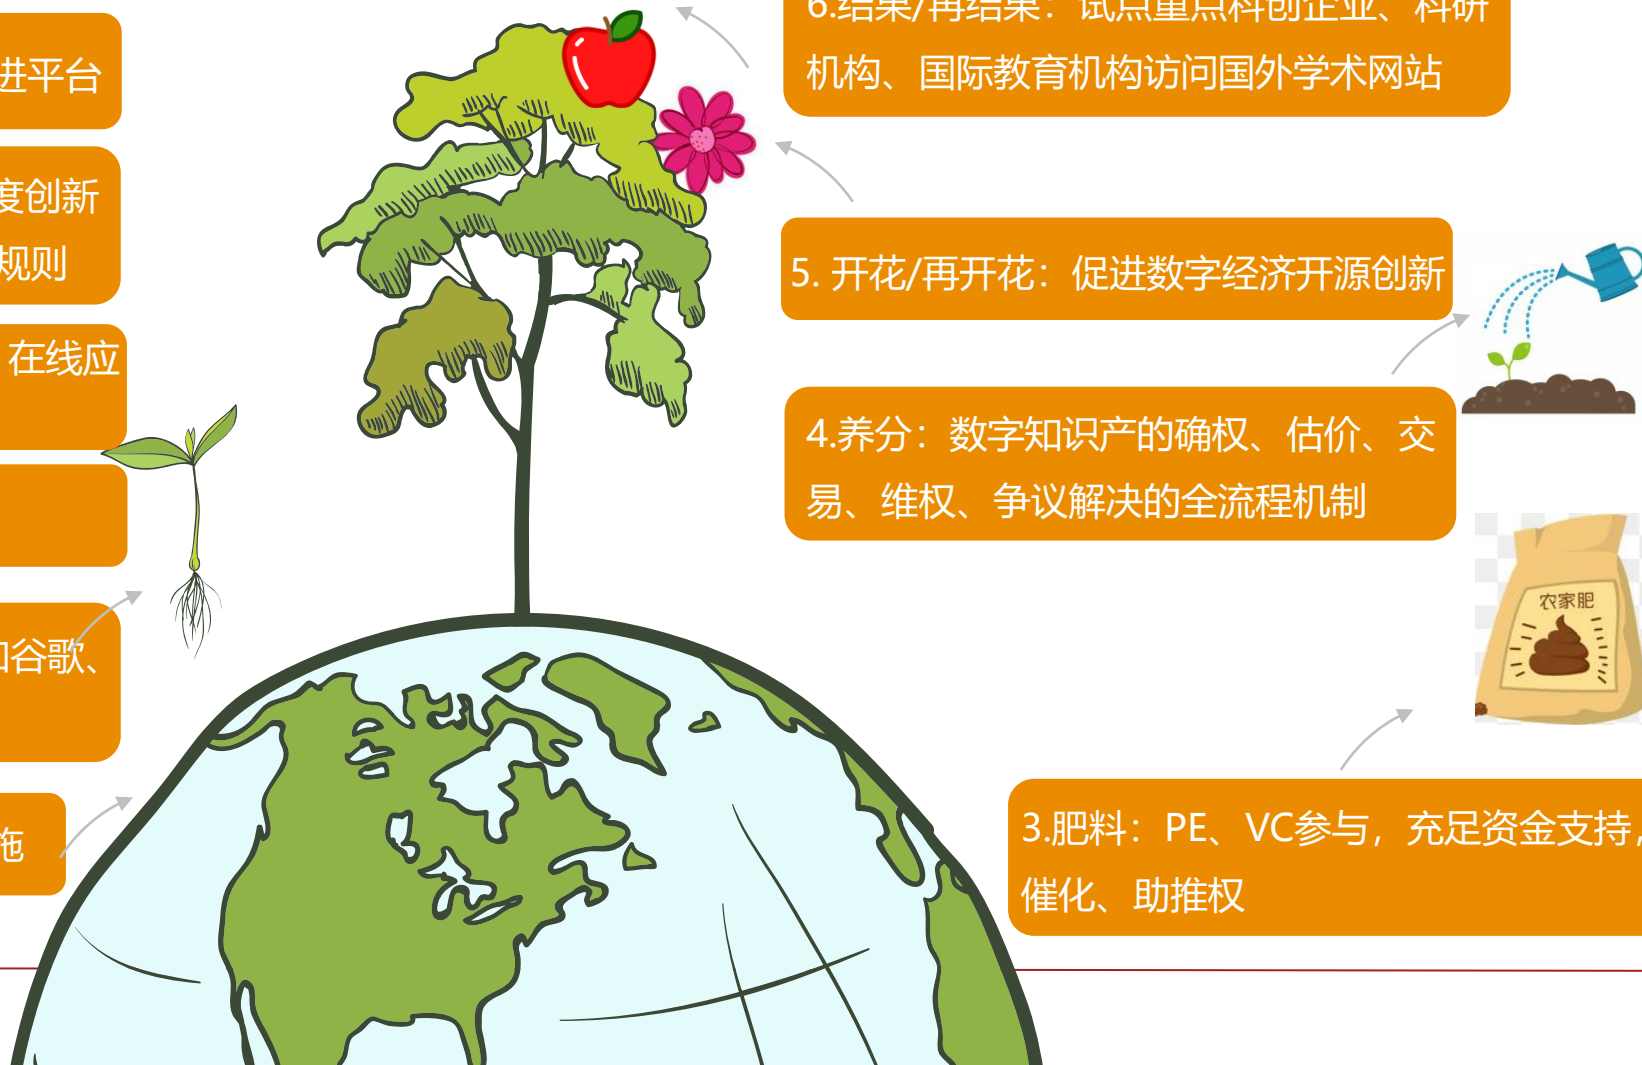 进平台
度创新
规则
在线应
谷歌、
施
6.结果/再结果：试点重点科创企业、科研
机构、国际教育机构访问国外学术网站
5. 开花/再开花：促进数字经济开源创新
4.养分：数字知识产的确权、估价、交
易、维权、争议解决的全流程机制
农家肥
3.肥料：PE、VC参与，充足资金支持，
催化、助推权